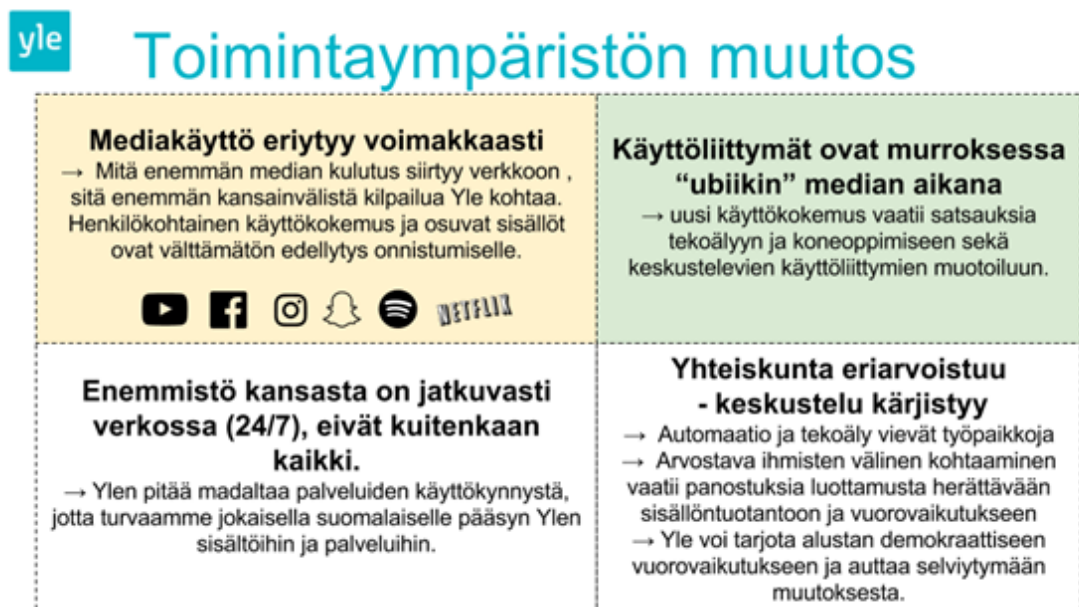 yle
Toimintaympäristön muutos
Mediakäyttö eriytyy voimakkaasti
→ Mitä enemmän median kulutus siirtyy verkkoon ,
sitä enemmän kansainvälistä kilpailua Yle kohtaa.
Henkilökohtainen käyttökokemus ja osuvat sisällöt
ovat välttämätön edellytys onnistumiselle.
NETFLIX
Käyttöliittymät ovat murroksessa
“ubiikin” median aikana
→ uusi käyttökokemus vaatii satsauksia
tekoälyyn ja koneoppimiseen sekä
keskustelevien käyttöliittymien muotoiluun.
Enemmistö kansasta on jatkuvasti
verkossa (24/7), eivät kuitenkaan
kaikki.
→ Ylen pitää madaltaa palveluiden käyttökynnystä,
jotta turvaamme jokaisella suomalaiselle pääsyn Ylen
sisältöihin ja palveluihin.
Yhteiskunta eriarvoistuu
- keskustelu kärjistyy
→ Automaatio ja tekoäly vievät työpaikkoja
→ Arvostava ihmisten välinen kohtaaminen
vaatii panostuksia luottamusta herättävään
sisällöntuotantoon ja vuorovaikutukseen
→ Yle voi tarjota alustan demokraattiseen
vuorovaikutukseen ja auttaa selviytymään
muutoksesta.